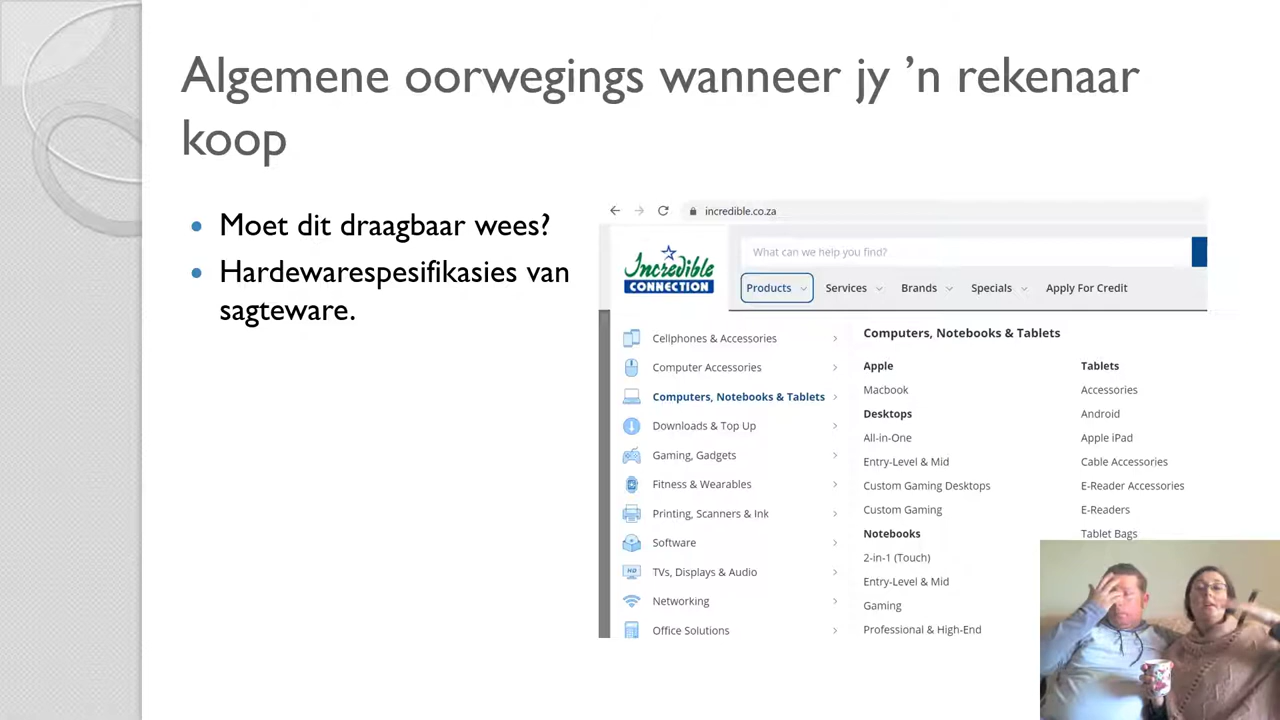 Algemene oorwegings wanneer jy ’n rekenaar
koop
• Moet dit draagbaar wees?
• Hardewarespesifikasies van
sagteware.
incredible.co.za
Incredible
CONNECTION
What can we help you find?
Products
Services
Brands
Specials
Apply For Credit
Cellphones & Accessories
Computer Accessories
Computers, Notebooks & Tablets
Downloads & Top Up
Gaming, Gadgets
Fitness & Wearables
Printing, Scanners & Ink
Software
HD
TVs, Displays & Audio
Networking
Office Solutions
Computers, Notebooks & Tablets
Apple
Macbook
Desktops
All-in-One
Entry-Level & Mid
Custom Gaming Desktops
Custom Gaming
Notebooks
2-in-1 (Touch)
Entry-Level & Mid
Gaming
Professional & High-End
Tablets
Accessories
Android
Apple iPad
Cable Accessories
E-Reader Accessories
E-Readers
Tablet Bags